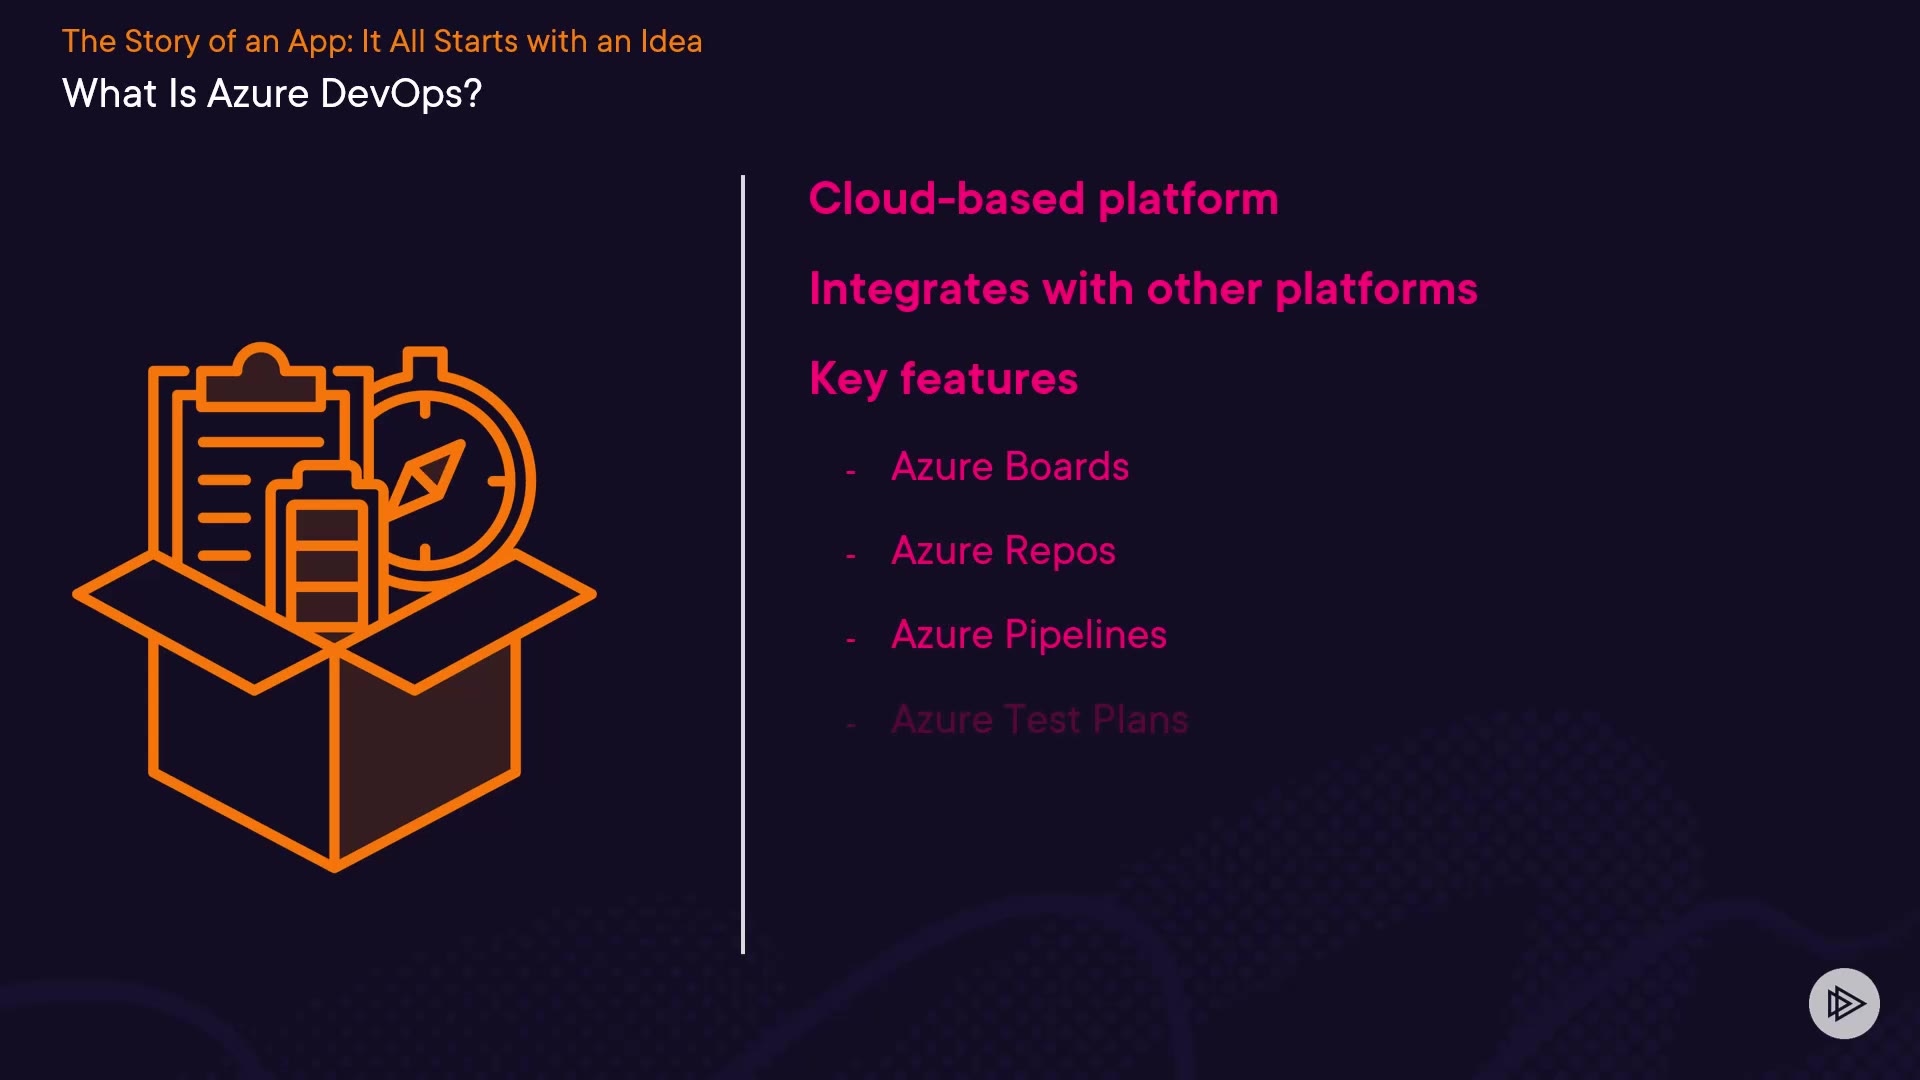 The Story of an App: It All Starts with an Idea
What Is Azure DevOps?
Cloud-based platform
Integrates with other platforms
Key features
- Azure Boards
- Azure Repos
- Azure Pipelines
- Azure Test Plans